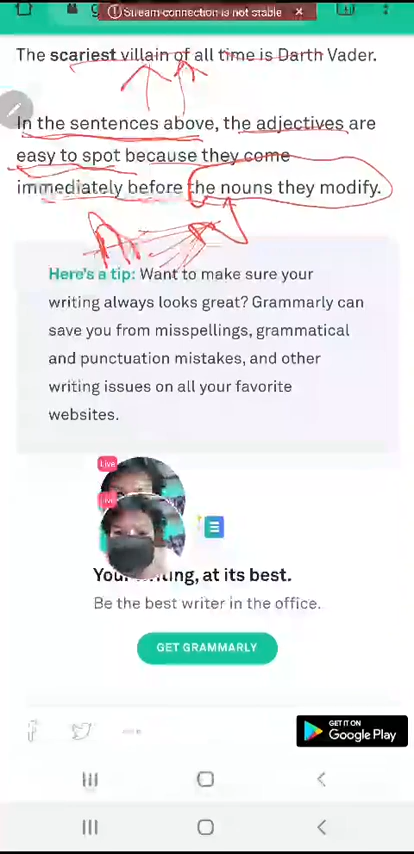 Stream connection is not stable
The scariest villain of all time is Darth Vader.
In the sentences above, the adjectives are
easy to spot because they come
immediately before the nouns they modify.
Here's a tip: Want to make sure your
writing always looks great? Grammarly can
save you from misspellings, grammatical
and punctuation mistakes, and other
writing issues on all your favorite
websites.
Live
Live
Your writing, at its best.
Be the best writer in the office.
GET GRAMMARLY
GET IT ON
Google Play